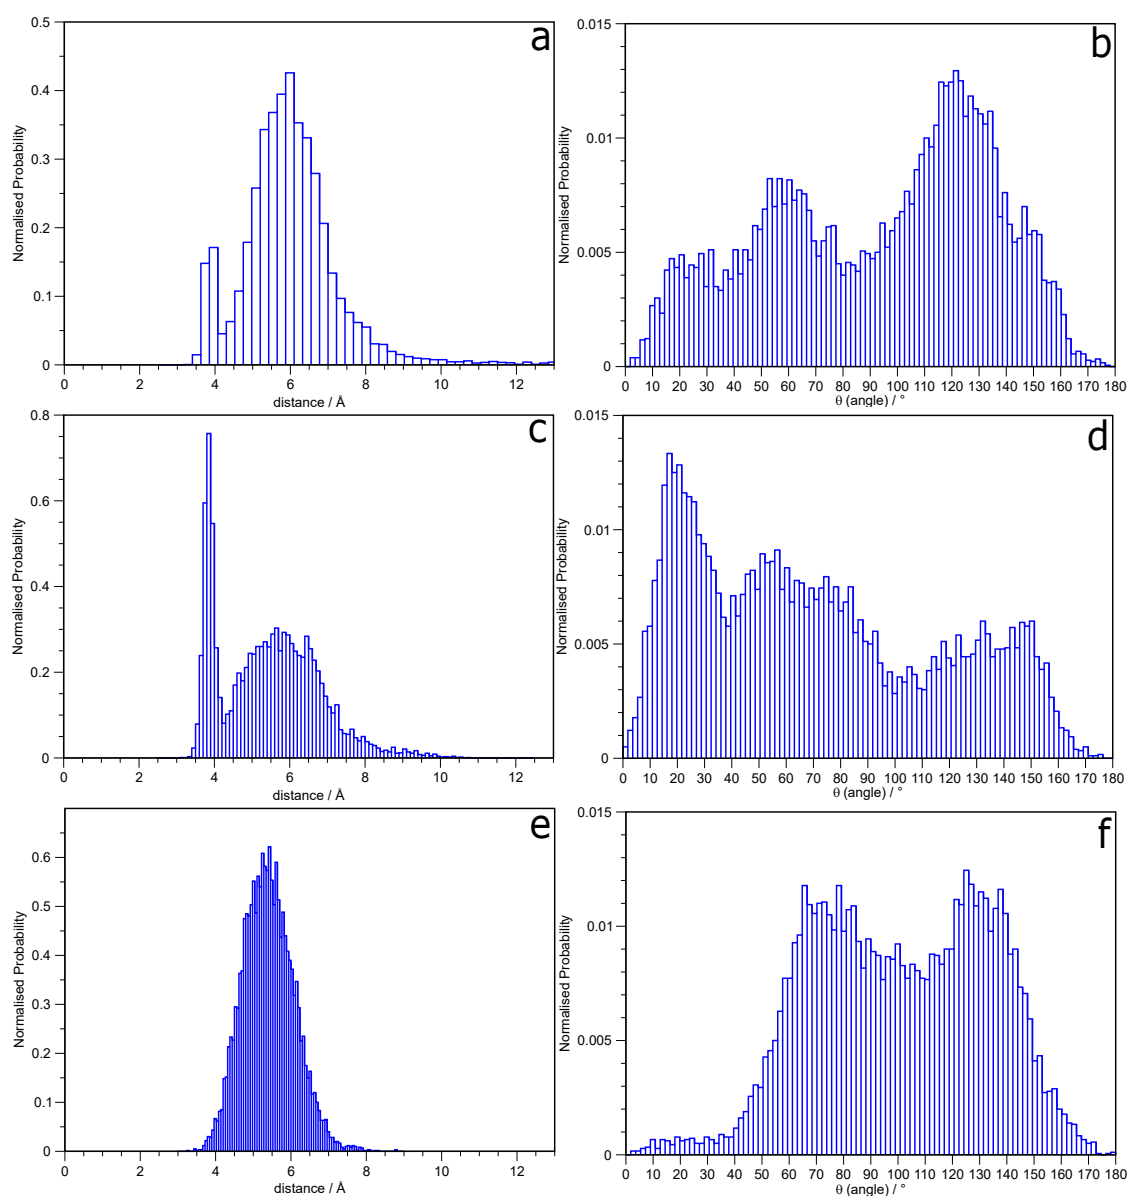 a
Normalised Probability
0.5
0.4
0.3
0.2
0.1
0
0 2 4 6 8 10 12
distance / Å
b
Normalised Probability
0.015
0.01
0.005
0
0 10 20 30 40 50 60 70 80 90 100 110 120 130 140 150 160 170 180
θ (angle) / °
c
Normalised Probability
0.8
0.6
0.4
0.2
0
0 2 4 6 8 10 12
distance / Å
d
Normalised Probability
0.015
0.01
0.005
0
0 10 20 30 40 50 60 70 80 90 100 110 120 130 140 150 160 170 180
θ (angle) / °
e
Normalised Probability
0.6
0.5
0.4
0.3
0.2
0.1
0
0 2 4 6 8 10 12
distance / Å
f
Normalised Probability
0.015
0.01
0.005
0
0 10 20 30 40 50 60 70 80 90 100 110 120 130 140 150 160 170 180
θ (angle) / °